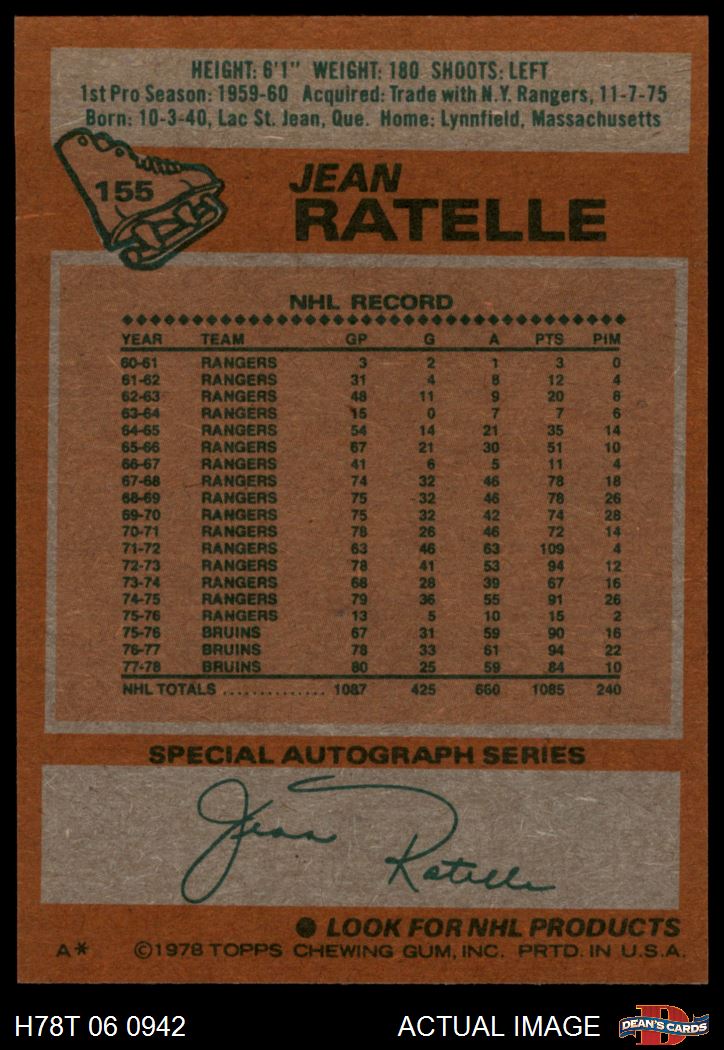 HEIGHT: 6'1" WEIGHT: 180 SHOOTS: LEFT
1st Pro Season: 1959-60 Acquired: Trade with N.Y. Rangers, 11-7-75
Born: 10-3-40, Lac St. Jean, Que. Home: Lynnfield, Massachusetts
155
JEAN
RATELLE
NHL RECORD
YEAR TEAM GP G A PTS PIM
60-61 RANGERS 3 2 1 3 0
61-62 RANGERS 31 4 8 12 4
62-63 RANGERS 48 11 9 20 8
63-64 RANGERS 15 0 7 7 6
64-65 RANGERS 54 14 21 35 14
65-66 RANGERS 67 21 30 51 10
66-67 RANGERS 41 6 5 11 4
67-68 RANGERS 74 32 46 78 18
68-69 RANGERS 75 32 46 78 26
69-70 RANGERS 75 32 42 74 28
70-71 RANGERS 78 26 46 72 14
71-72 RANGERS 63 46 63 109 4
72-73 RANGERS 78 41 53 94 12
73-74 RANGERS 68 28 39 67 16
74-75 RANGERS 79 36 55 91 26
75-76 RANGERS 13 5 10 15 2
75-76 BRUINS 67 31 59 90 16
76-77 BRUINS 78 33 61 94 22
77-78 BRUINS 80 25 59 84 10
NHL TOTALS .............. 1087 425 660 1085 240
SPECIAL AUTOGRAPH SERIES
Jean Ratelle
LOOK FOR NHL PRODUCTS
A* ©1978 TOPPS CHEWING GUM, INC. PRTD. IN U.S.A.
H78T 06 0942 ACTUAL IMAGE D DEAN'S CARDS